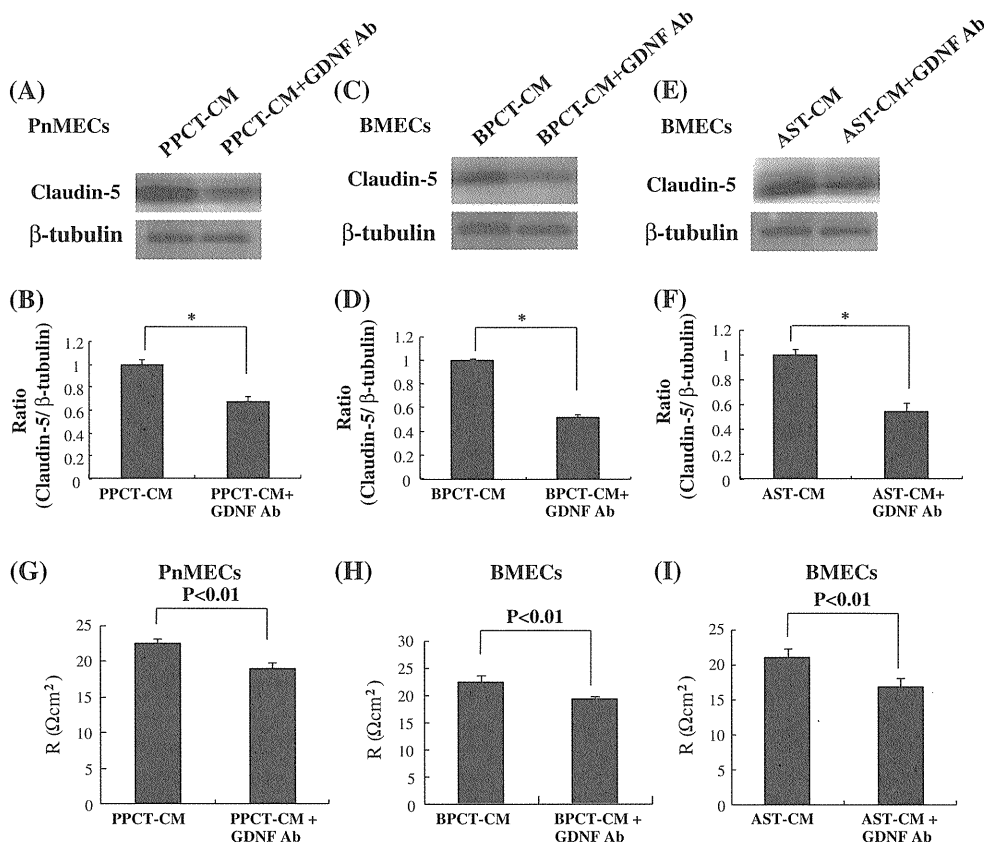 (A)
PnMECs
PPCT-CM
PPCT-CM+GDNF Ab
Claudin-5
β-tubulin
(C)
BMECs
BPCT-CM
BPCT-CM+GDNF Ab
Claudin-5
β-tubulin
(E)
BMECs
AST-CM
AST-CM+GDNF Ab
Claudin-5
β-tubulin
(B)
*
Ratio
(Claudin-5/ β-tubulin)
1.2
1
0.8
0.6
0.4
0.2
0
PPCT-CM
PPCT-CM+
GDNF Ab
(D)
*
Ratio
(Claudin-5/ β-tubulin)
1.2
1
0.8
0.6
0.4
0.2
0
BPCT-CM
BPCT-CM+
GDNF Ab
(F)
*
Ratio
(Claudin-5/ β-tubulin)
1.2
1
0.8
0.6
0.4
0.2
0
AST-CM
AST-CM+
GDNF Ab
(G)
PnMECs
P<0.01
R (Ωcm²)
25
20
15
10
5
0
PPCT-CM
PPCT-CM +
GDNF Ab
(H)
BMECs
P<0.01
R (Ωcm²)
30
25
20
15
10
5
0
BPCT-CM
BPCT-CM +
GDNF Ab
(I)
BMECs
P<0.01
R (Ωcm²)
25
20
15
10
5
0
AST-CM
AST-CM +
GDNF Ab